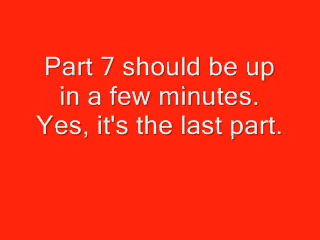 Part 7 should be up
in a few minutes.
Yes, it's the last part.